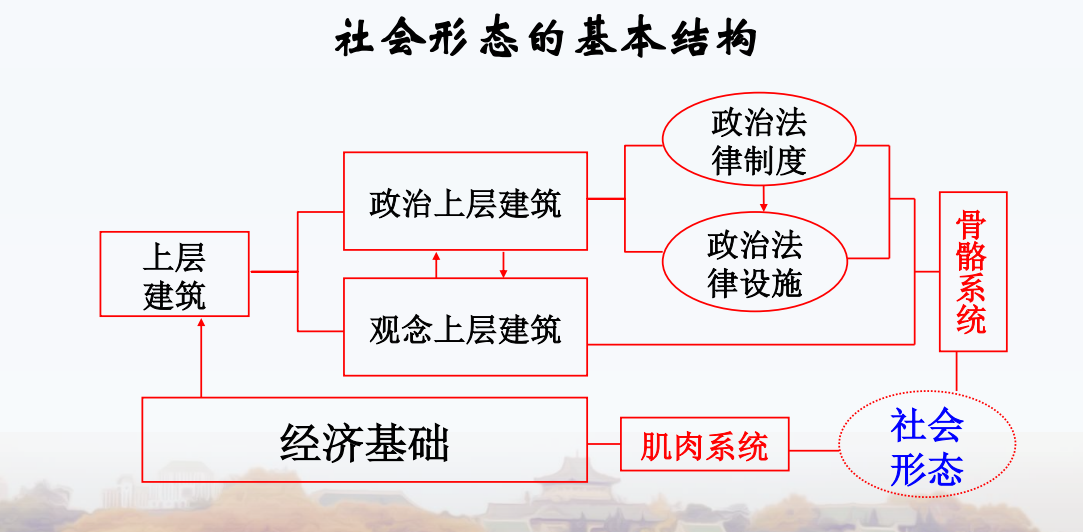 社会形态的基本结构
政治法
律制度
政治上层建筑
政治法
律设施
上层
建筑
观念上层建筑
骨
骼
系
统
经济基础
肌肉系统
社会
形态